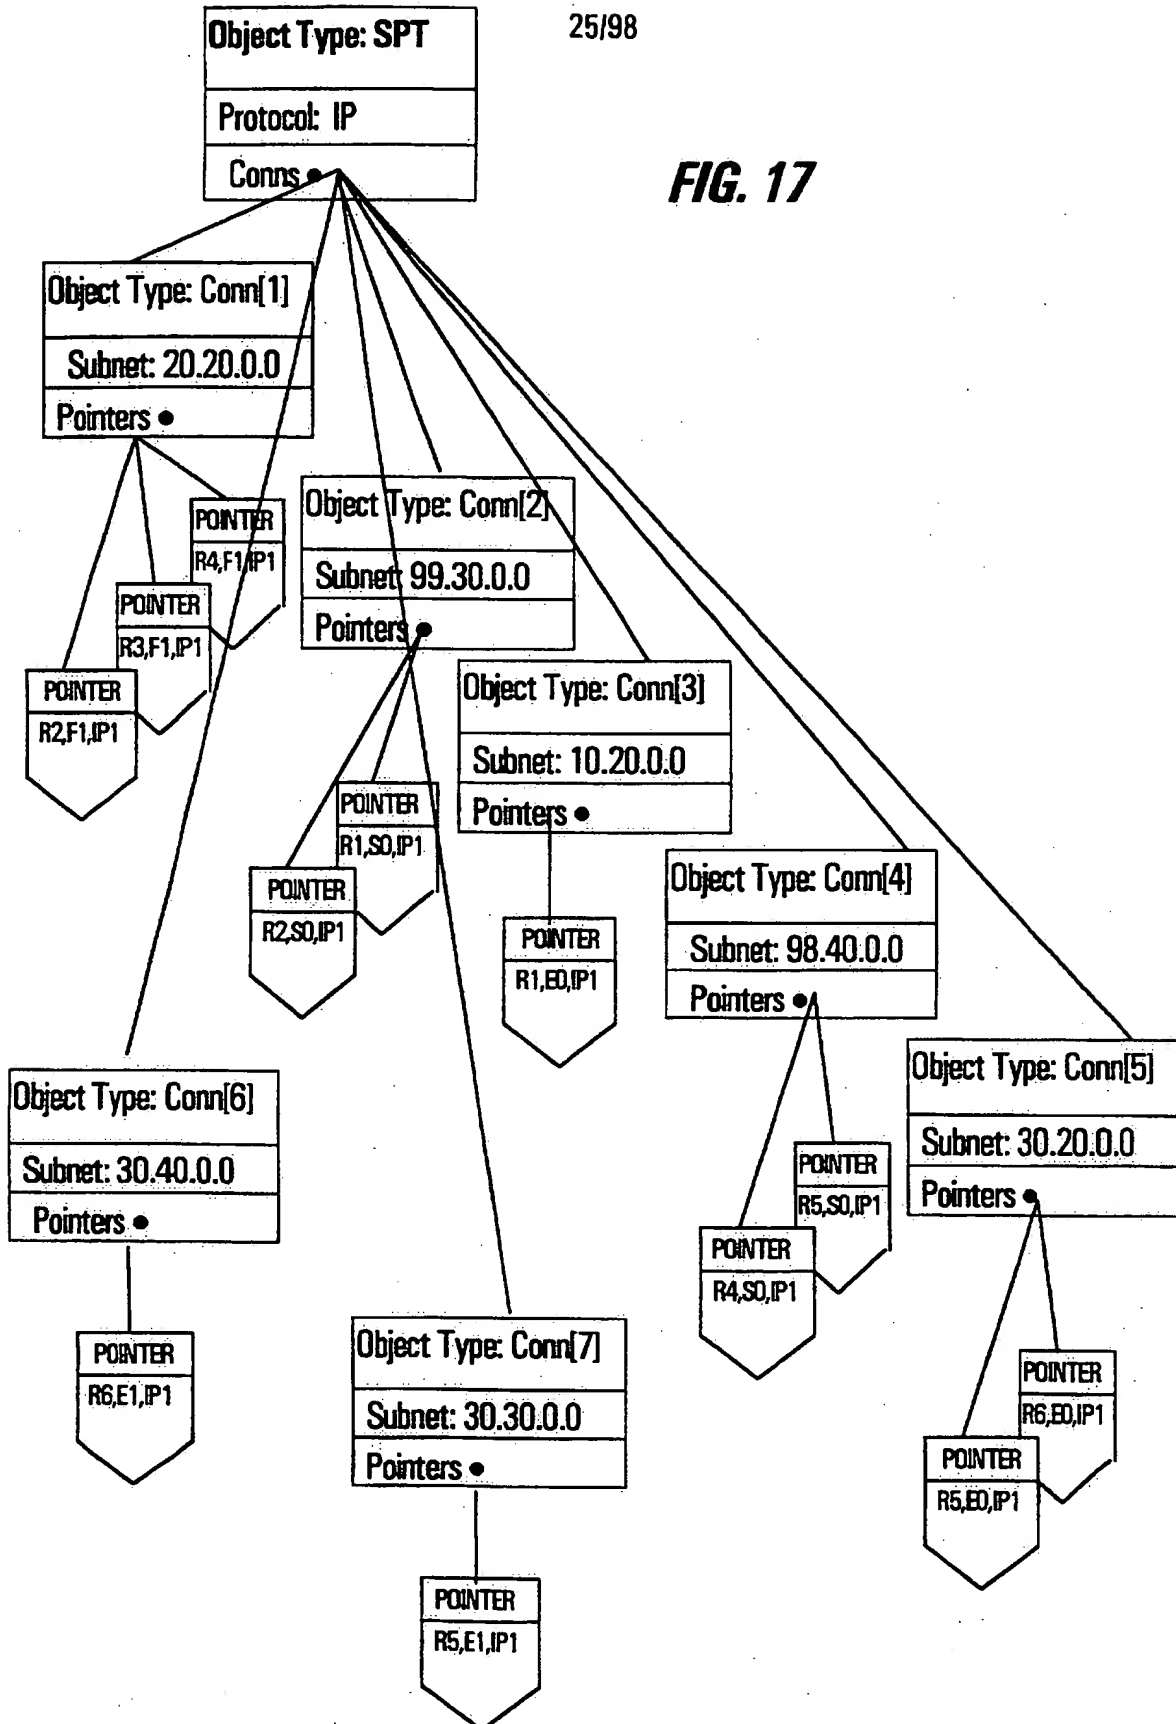 25/98
Object Type: SPT
Protocol: IP
Conns
FIG. 17
Object Type: Conn[1]
Subnet: 20.20.0.0
Pointers
POINTER
R4,F1,IP1
POINTER
R3,F1,IP1
POINTER
R2,F1,IP1
Object Type: Conn[2]
Subnet: 99.30.0.0
Pointers
POINTER
R1,S0,IP1
POINTER
R2,S0,IP1
Object Type: Conn[3]
Subnet: 10.20.0.0
Pointers
POINTER
R1,E0,IP1
Object Type: Conn[4]
Subnet: 98.40.0.0
Pointers
POINTER
R5,S0,IP1
POINTER
R4,S0,IP1
Object Type: Conn[5]
Subnet: 30.20.0.0
Pointers
POINTER
R6,E0,IP1
POINTER
R5,E0,IP1
Object Type: Conn[6]
Subnet: 30.40.0.0
Pointers
POINTER
R6,E1,IP1
Object Type: Conn[7]
Subnet: 30.30.0.0
Pointers
POINTER
R5,E1,IP1